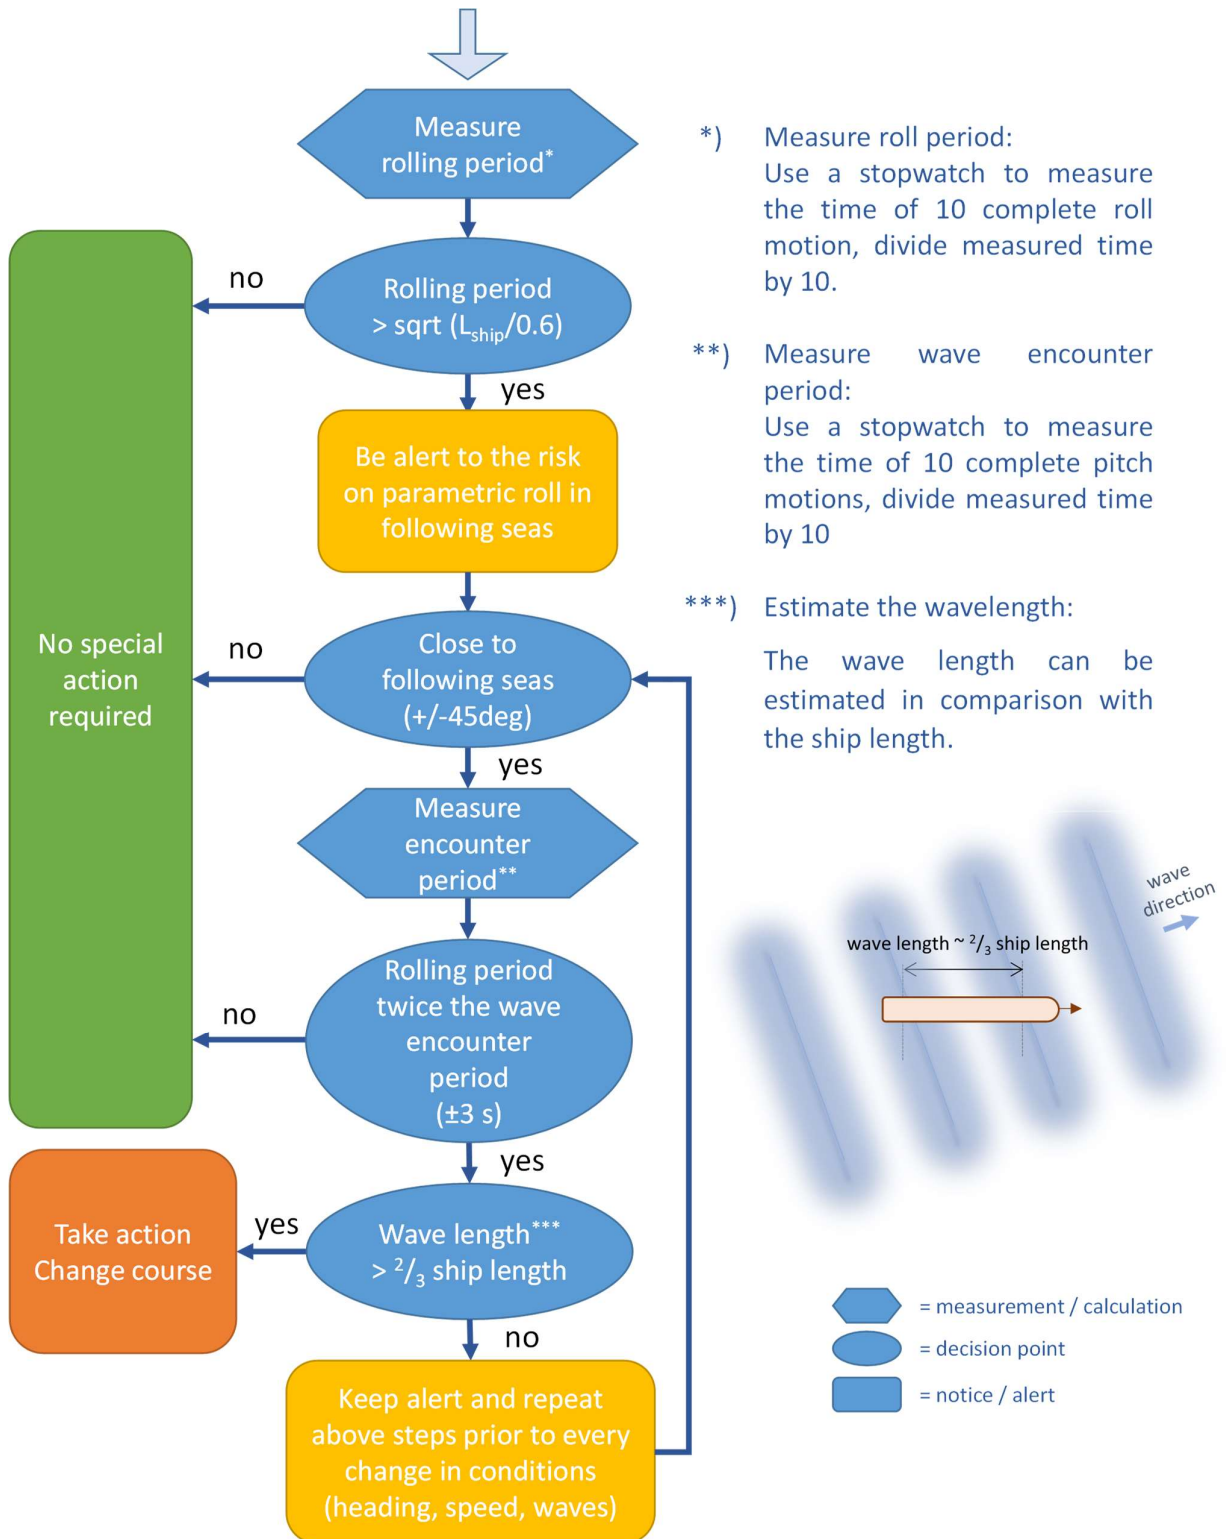 Measure
rolling period*
no
Rolling period
> sqrt (Lship/0.6)
yes
Be alert to the risk
on parametric roll in
following seas
No special
action
required
no
Close to
following seas
(+/-45deg)
yes
Measure
encounter
period**
no
Rolling period
twice the wave
encounter
period
(±3 s)
yes
Take action
Change course
yes
Wave length***
> 2/3 ship length
no
Keep alert and repeat
above steps prior to every
change in conditions
(heading, speed, waves)
*) Measure roll period:
Use a stopwatch to measure
the time of 10 complete roll
motion, divide measured time
by 10.
**) Measure wave encounter
period:
Use a stopwatch to measure
the time of 10 complete pitch
motions, divide measured time
by 10
***) Estimate the wavelength:
The wave length can be
estimated in comparison with
the ship length.
wave
direction
wave length ~ 2/3 ship length
= measurement / calculation
= decision point
= notice / alert